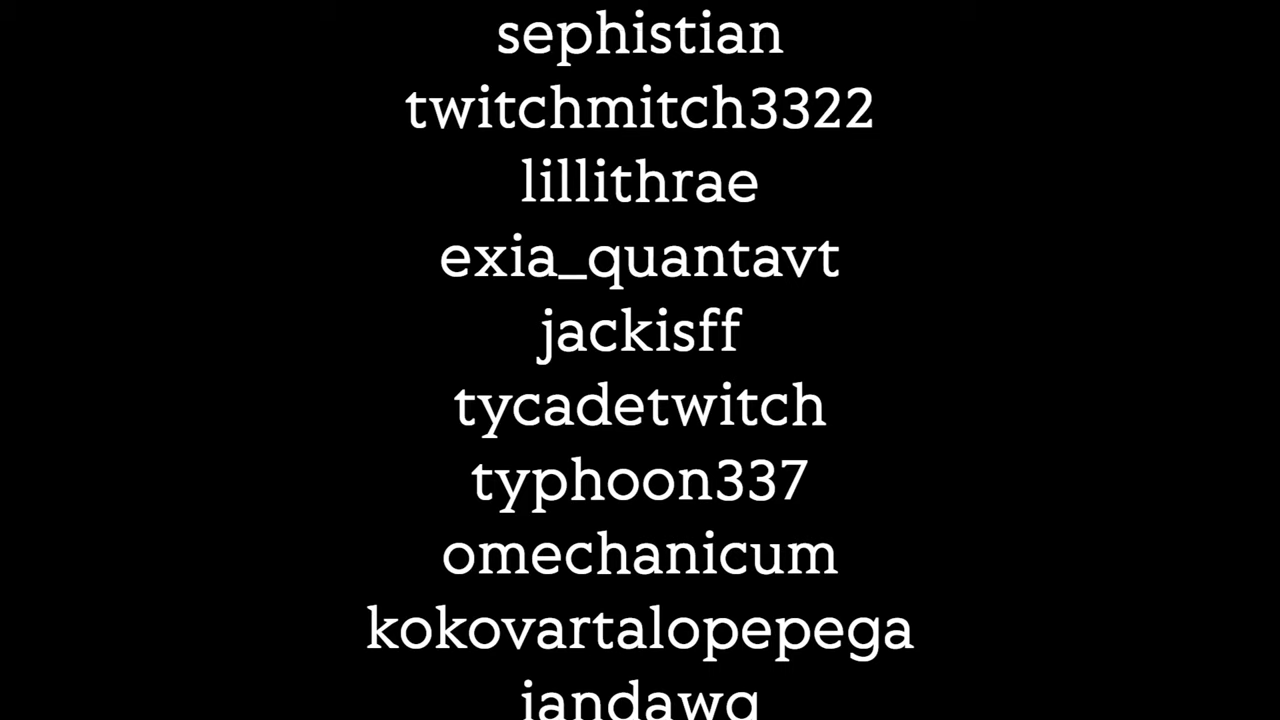 sephistian
twitchmitch3322
lillithrae
exia_quantavt
jackisff
tycadetwitch
typhoon337
omechanicum
kokovartalopepega